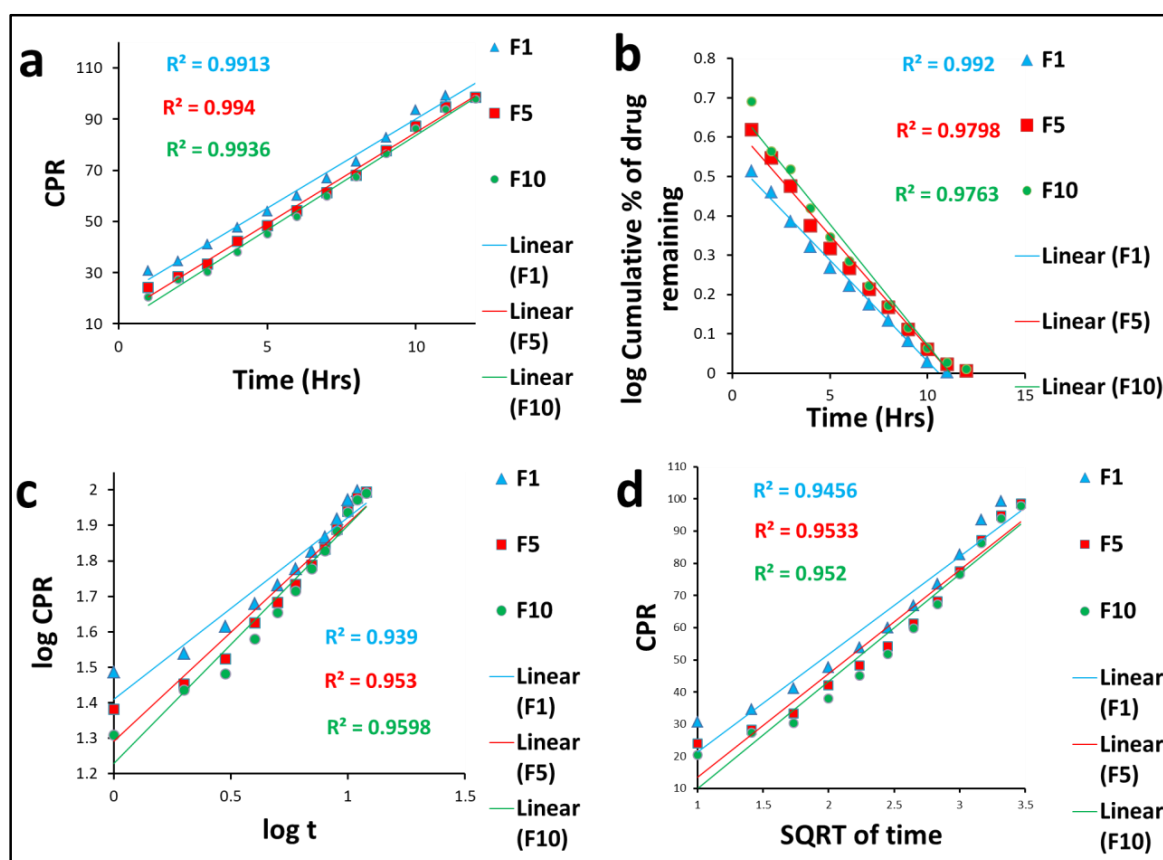 a
CPR
110
90
70
50
30
10
0
5
10
Time (Hrs)
R² = 0.9913
R² = 0.994
R² = 0.9936
F1
F5
F10
Linear
(F1)
Linear
(F5)
Linear
(F10)
b
log Cumulative % of drug
remaining
0.8
0.7
0.6
0.5
0.4
0.3
0.2
0.1
0
0
5
10
15
Time (Hrs)
R² = 0.992
R² = 0.9798
R² = 0.9763
F1
F5
F10
Linear (F1)
Linear (F5)
Linear (F10)
c
log CPR
2
1.9
1.8
1.7
1.6
1.5
1.4
1.3
1.2
0
0.5
1
1.5
log t
R² = 0.939
R² = 0.953
R² = 0.9598
F1
F5
F10
Linear
(F1)
Linear
(F5)
Linear
(F10)
d
CPR
110
100
90
80
70
60
50
40
30
20
10
1
1.5
2
2.5
3
3.5
SQRT of time
R² = 0.9456
R² = 0.9533
R² = 0.952
F1
F5
F10
Linear
(F1)
Linear
(F5)
Linear
(F10)